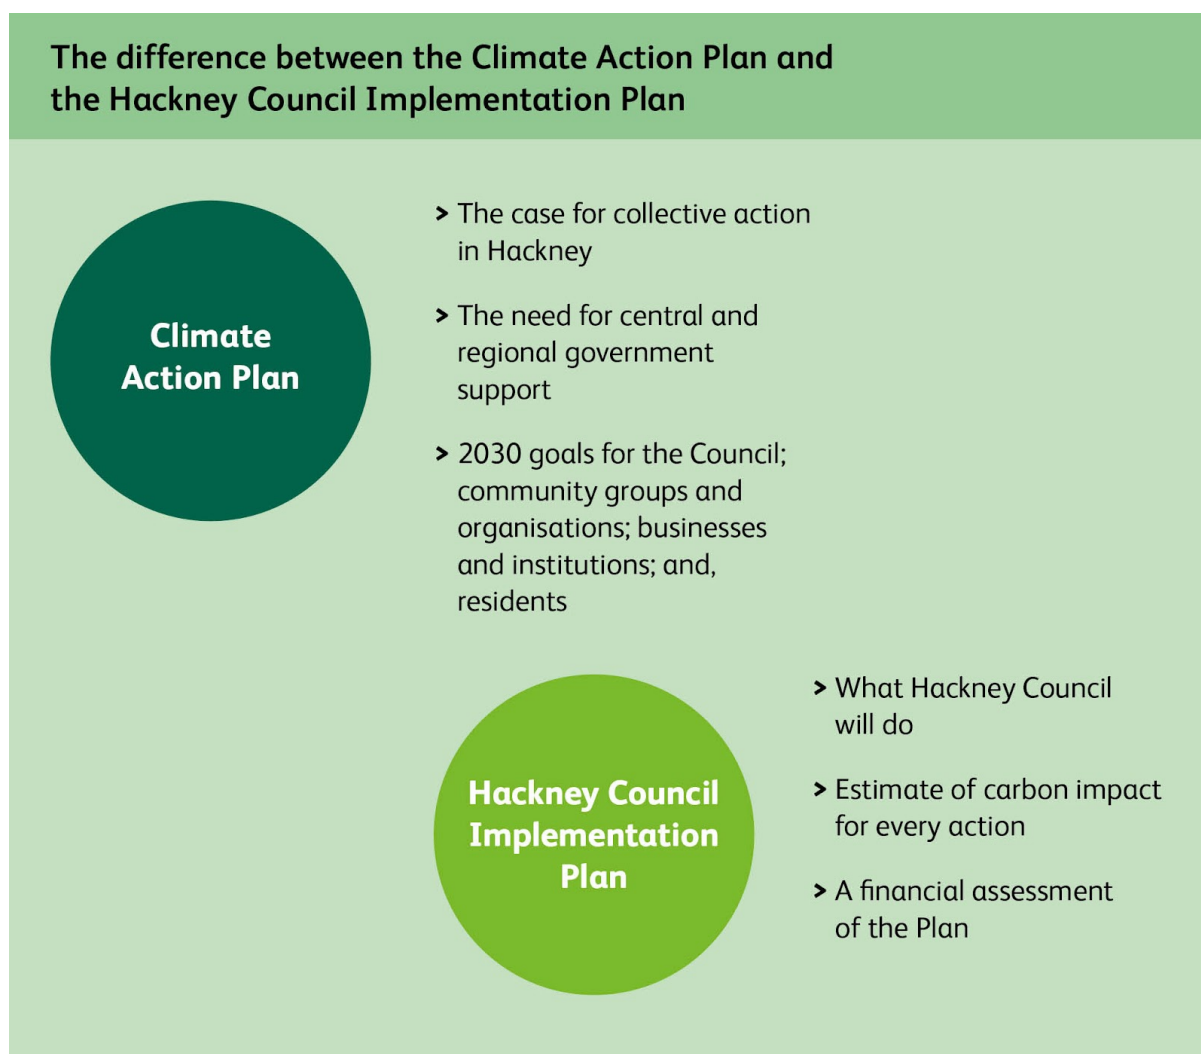 The difference between the Climate Action Plan and
the Hackney Council Implementation Plan
Climate
Action Plan
> The case for collective action
in Hackney
> The need for central and
regional government
support
> 2030 goals for the Council;
community groups and
organisations; businesses
and institutions; and,
residents
Hackney Council
Implementation
Plan
> What Hackney Council
will do
> Estimate of carbon impact
for every action
> A financial assessment
of the Plan